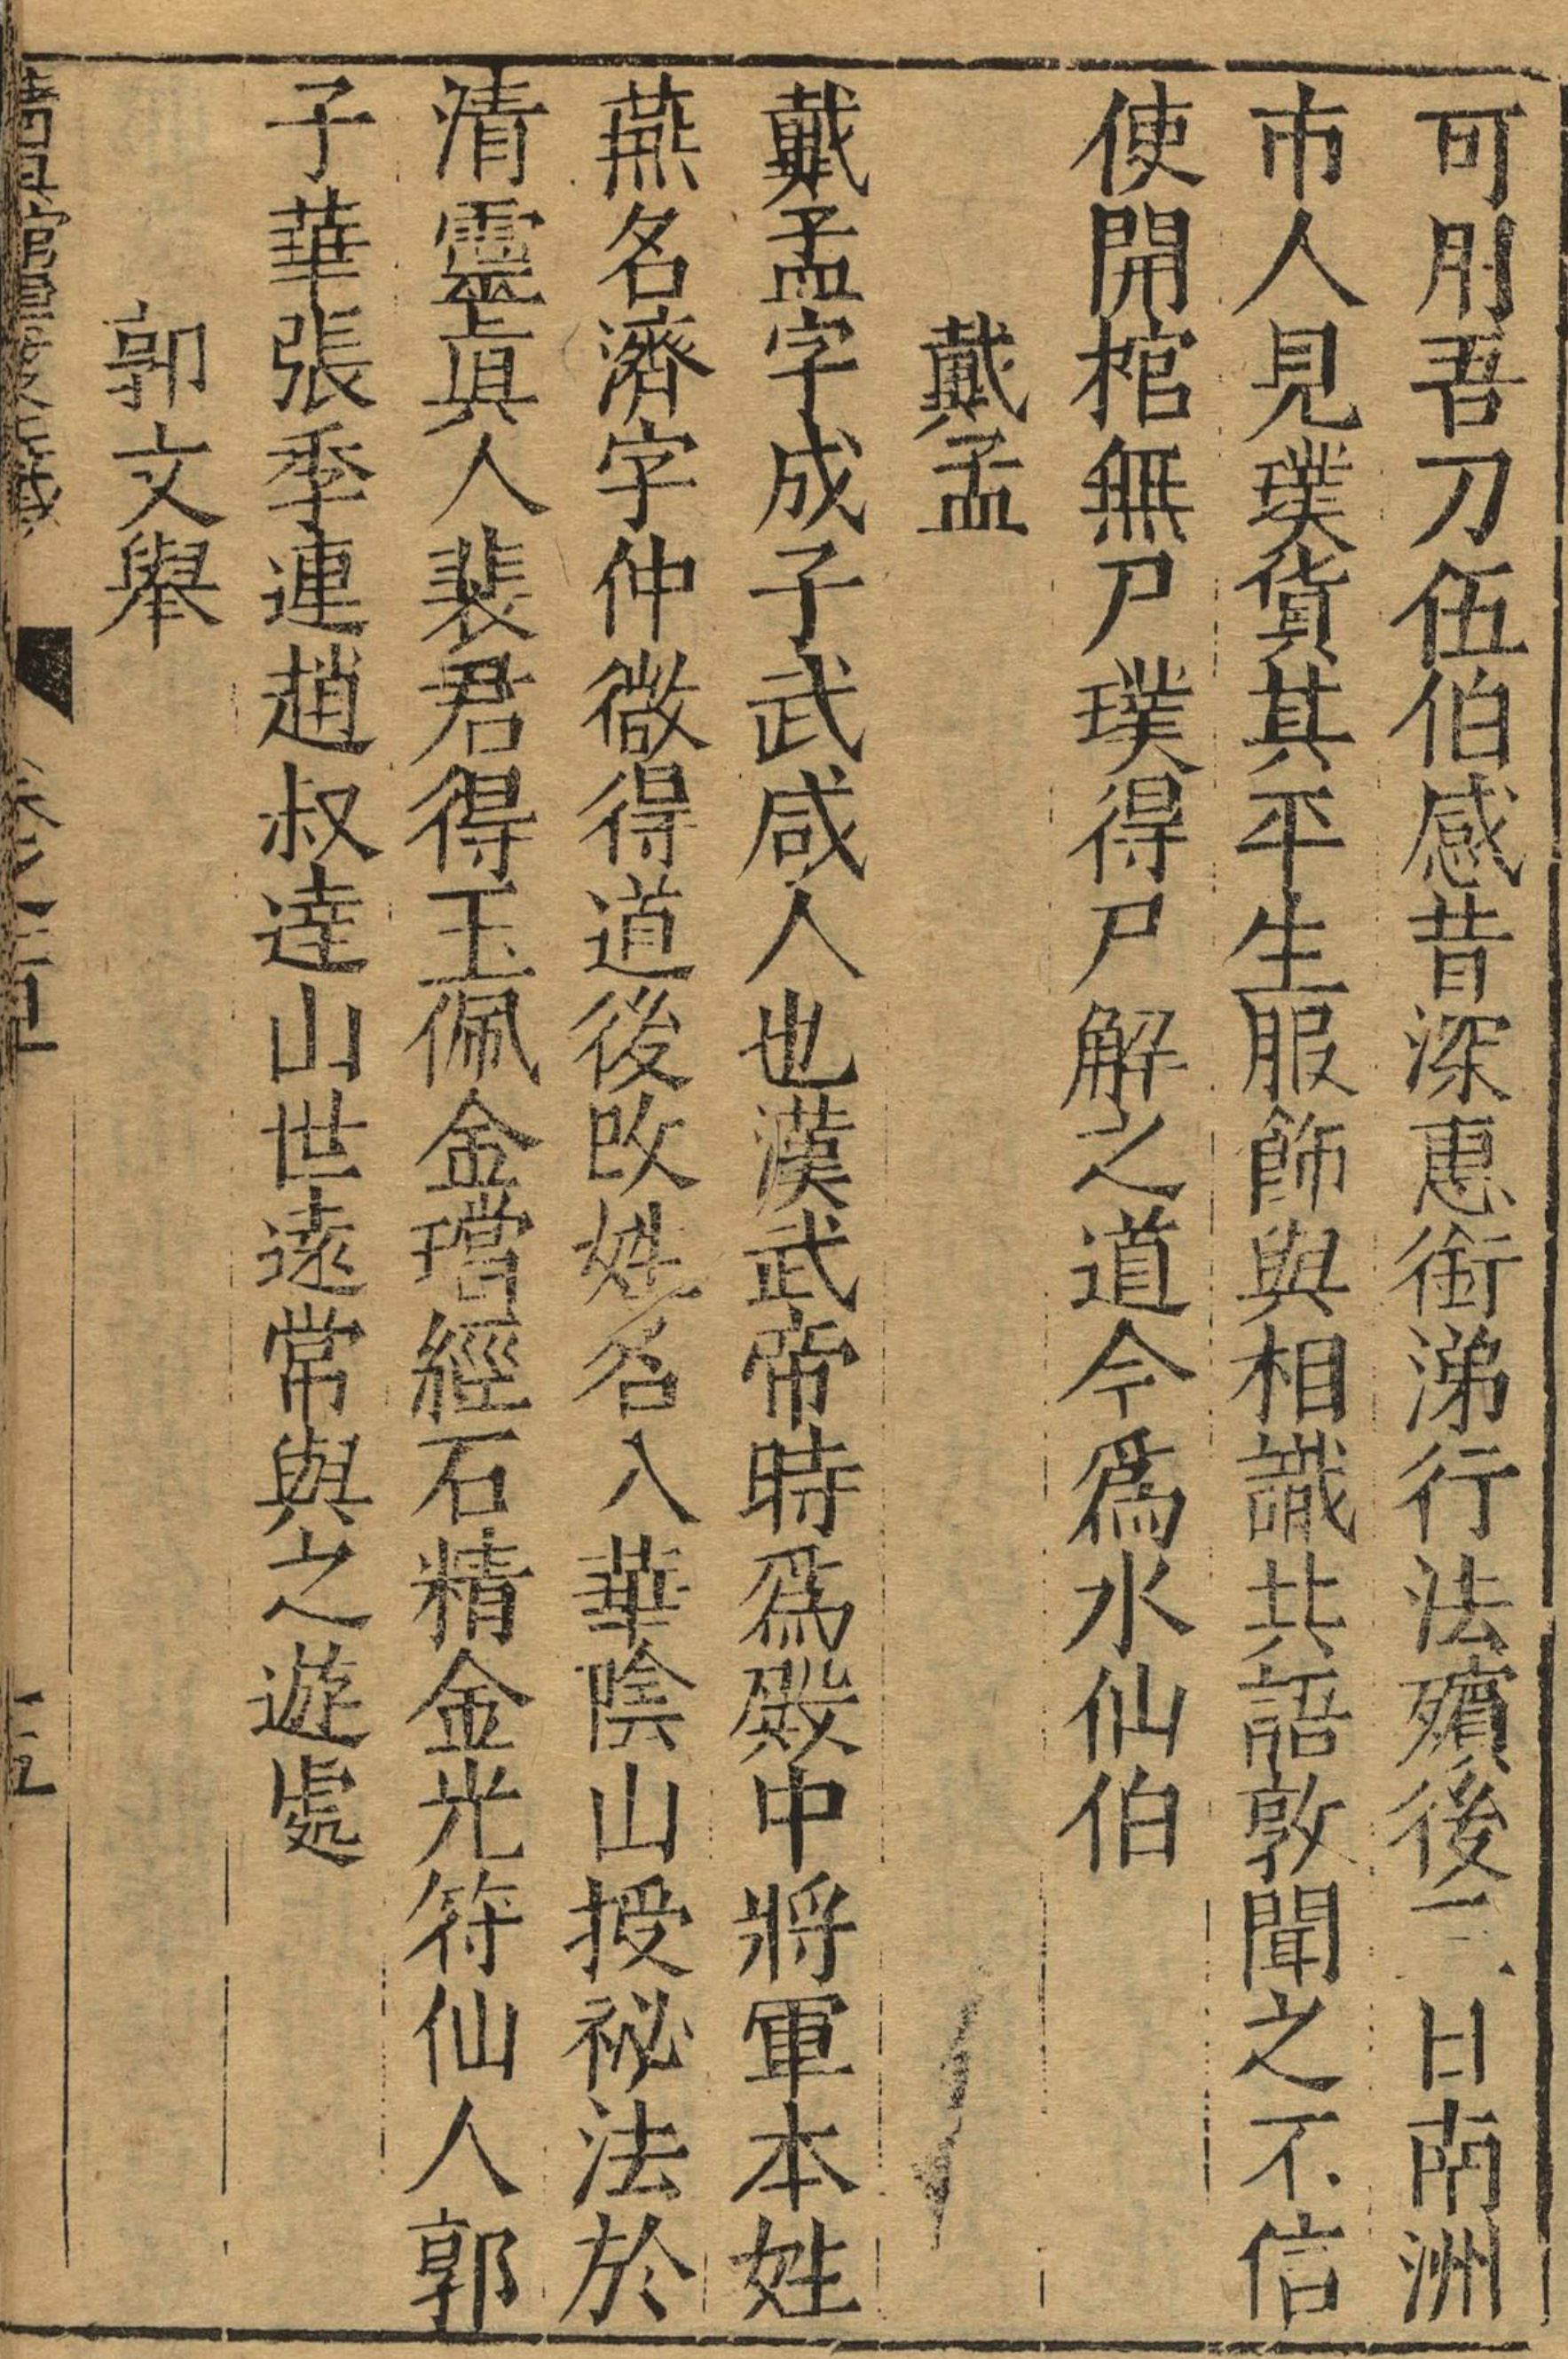 可用吾刀伍伯感昔深惠銜涕行法殯後三日南洲
市人見璞貨其平生服飾與相識共語敦聞之不信
使開棺無尸璞得尸解之道今爲水仙伯
戴孟
戴孟字成子武咸人也漢武帝時爲殿中將軍本姓
燕名濟字仲微得道後改姓名入華陰山授祕法於
清靈眞人裴君得玉佩金璫經石精金光符仙人郭
子華張季連趙叔達山世遠常與之遊處
郭文舉